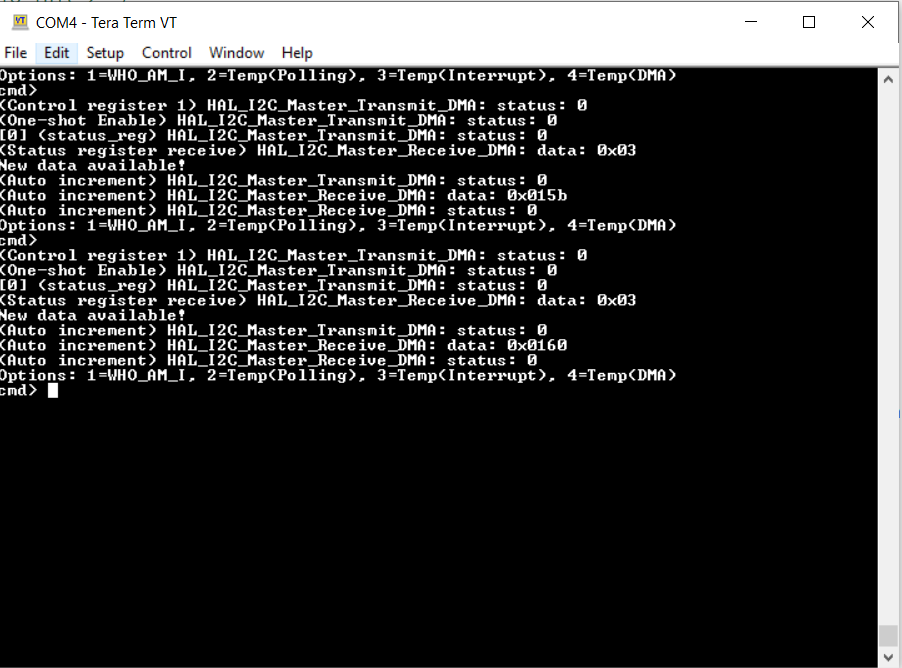 COM4 - Tera Term VT
File Edit Setup Control Window Help
Options: 1=WHO_AM_I, 2=Temp(Polling), 3=Temp(Interrupt), 4=Temp(DMA)
cmd>
(Control register 1) HAL_I2C_Master_Transmit_DMA: status: 0
(One-shot Enable) HAL_I2C_Master_Transmit_DMA: status: 0
[0] (status_reg) HAL_I2C_Master_Transmit_DMA: status: 0
(Status register receive) HAL_I2C_Master_Receive_DMA: data: 0x03
New data available!
(Auto increment) HAL_I2C_Master_Transmit_DMA: status: 0
(Auto increment) HAL_I2C_Master_Receive_DMA: data: 0x015b
(Auto increment) HAL_I2C_Master_Receive_DMA: status: 0
Options: 1=WHO_AM_I, 2=Temp(Polling), 3=Temp(Interrupt), 4=Temp(DMA)
cmd>
(Control register 1) HAL_I2C_Master_Transmit_DMA: status: 0
(One-shot Enable) HAL_I2C_Master_Transmit_DMA: status: 0
[0] (status_reg) HAL_I2C_Master_Transmit_DMA: status: 0
(Status register receive) HAL_I2C_Master_Receive_DMA: data: 0x03
New data available!
(Auto increment) HAL_I2C_Master_Transmit_DMA: status: 0
(Auto increment) HAL_I2C_Master_Receive_DMA: data: 0x0160
(Auto increment) HAL_I2C_Master_Receive_DMA: status: 0
Options: 1=WHO_AM_I, 2=Temp(Polling), 3=Temp(Interrupt), 4=Temp(DMA)
cmd>